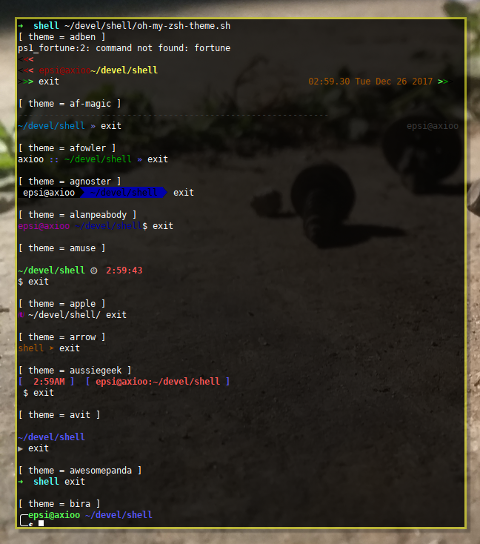 ➜  shell ~/devel/shell/oh-my-zsh-theme.sh
[ theme = adben ]
ps1_fortune:2: command not found: fortune
<<<
<<< epsi@axioo~/devel/shell
>>> exit 02:59.30 Tue Dec 26 2017 >>
[ theme = af-magic ]
------------------------------------------------------------
~/devel/shell » exit epsi@axioo
[ theme = afowler ]
axioo :: ~/devel/shell » exit
[ theme = agnoster ]
epsi@axioo ~/devel/shell exit
[ theme = alanpeabody ]
epsi@axioo ~/devel/shell$ exit
[ theme = amuse ]
~/devel/shell ⌚ 2:59:43
$ exit
[ theme = apple ]
~/devel/shell/ exit
[ theme = arrow ]
shell ➤ exit
[ theme = aussiegeek ]
[ 2:59AM ] [ epsi@axioo:~/devel/shell ]
$ exit
[ theme = avit ]
~/devel/shell
▶ exit
[ theme = awesomepanda ]
➜  shell exit
[ theme = bira ]
╭─epsi@axioo ~/devel/shell
╰─$